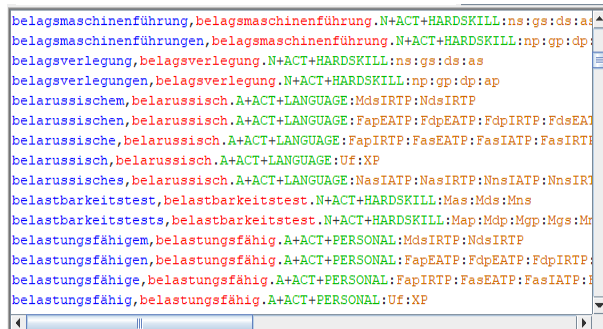 belagsmaschinenführung,belagsmaschinenführung.N+ACT+HARDSKILL:ns:gs:ds:as
belagsmaschinenführungen,belagsmaschinenführung.N+ACT+HARDSKILL:np:gp:dp:
belagsverlegung,belagsverlegung.N+ACT+HARDSKILL:ns:gs:ds:as
belagsverlegungen,belagsverlegung.N+ACT+HARDSKILL:np:gp:dp:ap
belarussischem,belarussisch.A+ACT+LANGUAGE:MdsIRTP:NdsIRTP
belarussischen,belarussisch.A+ACT+LANGUAGE:FapEATP:FdpEATP:FdpIRTP:FdsEAT
belarussische,belarussisch.A+ACT+LANGUAGE:FapIRTP:FasEATP:FasIATP:FasIRTP
belarussisch,belarussisch.A+ACT+LANGUAGE:Uf:XP
belarussisches,belarussisch.A+ACT+LANGUAGE:NasIATP:NasIRTP:NnsIATP:NnsIRT
belastbarkeitstest,belastbarkeitstest.N+ACT+HARDSKILL:Mas:Mds:Mns
belastbarkeitstests,belastbarkeitstest.N+ACT+HARDSKILL:Map:Mdp:Mgp:Mgs:Mn
belastungsfähigem,belastungsfähig.A+ACT+PERSONAL:MdsIRTP:NdsIRTP
belastungsfähigen,belastungsfähig.A+ACT+PERSONAL:FapEATP:FdpEATP:FdpIRTP:
belastungsfähige,belastungsfähig.A+ACT+PERSONAL:FapIRTP:FasEATP:FasIATP:F
belastungsfähig,belastungsfähig.A+ACT+PERSONAL:Uf:XP